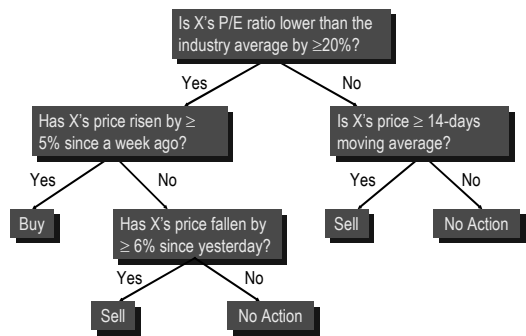 Is X's P/E ratio lower than the
industry average by ≥20%?
Yes
No
Has X's price risen by ≥
5% since a week ago?
Is X's price ≥ 14-days
moving average?
Yes
No
Yes
No
Buy
Has X's price fallen by
≥ 6% since yesterday?
Sell
No Action
Yes
No
Sell
No Action